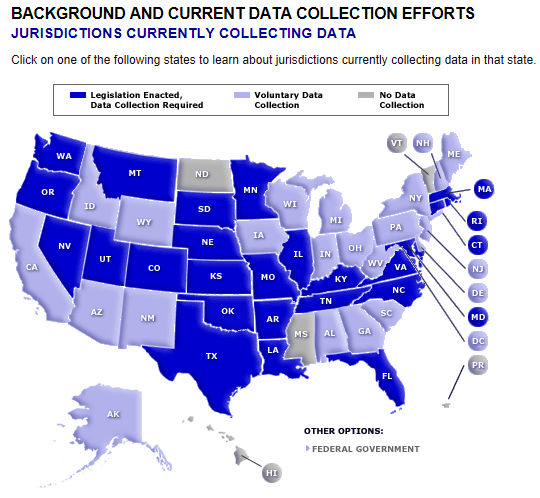 BACKGROUND AND CURRENT DATA COLLECTION EFFORTS
JURISDICTIONS CURRENTLY COLLECTING DATA
Click on one of the following states to learn about jurisdictions currently collecting data in that state.
Legislation Enacted,
Data Collection Required
Voluntary Data
Collection
No Data
Collection
VT
NH
WA
ME
MT
ND
OR
MN
MA
ID
WI
NY
SD
WY
MI
RI
IA
PA
NE
CT
NV
OH
IL
IN
UT
CO
WV
VA
NJ
CA
KS
MO
KY
NC
DE
TN
OK
AZ
NM
AR
SC
MD
MS
AL
GA
DC
LA
TX
PR
FL
AK
OTHER OPTIONS:
FEDERAL GOVERNMENT
HI